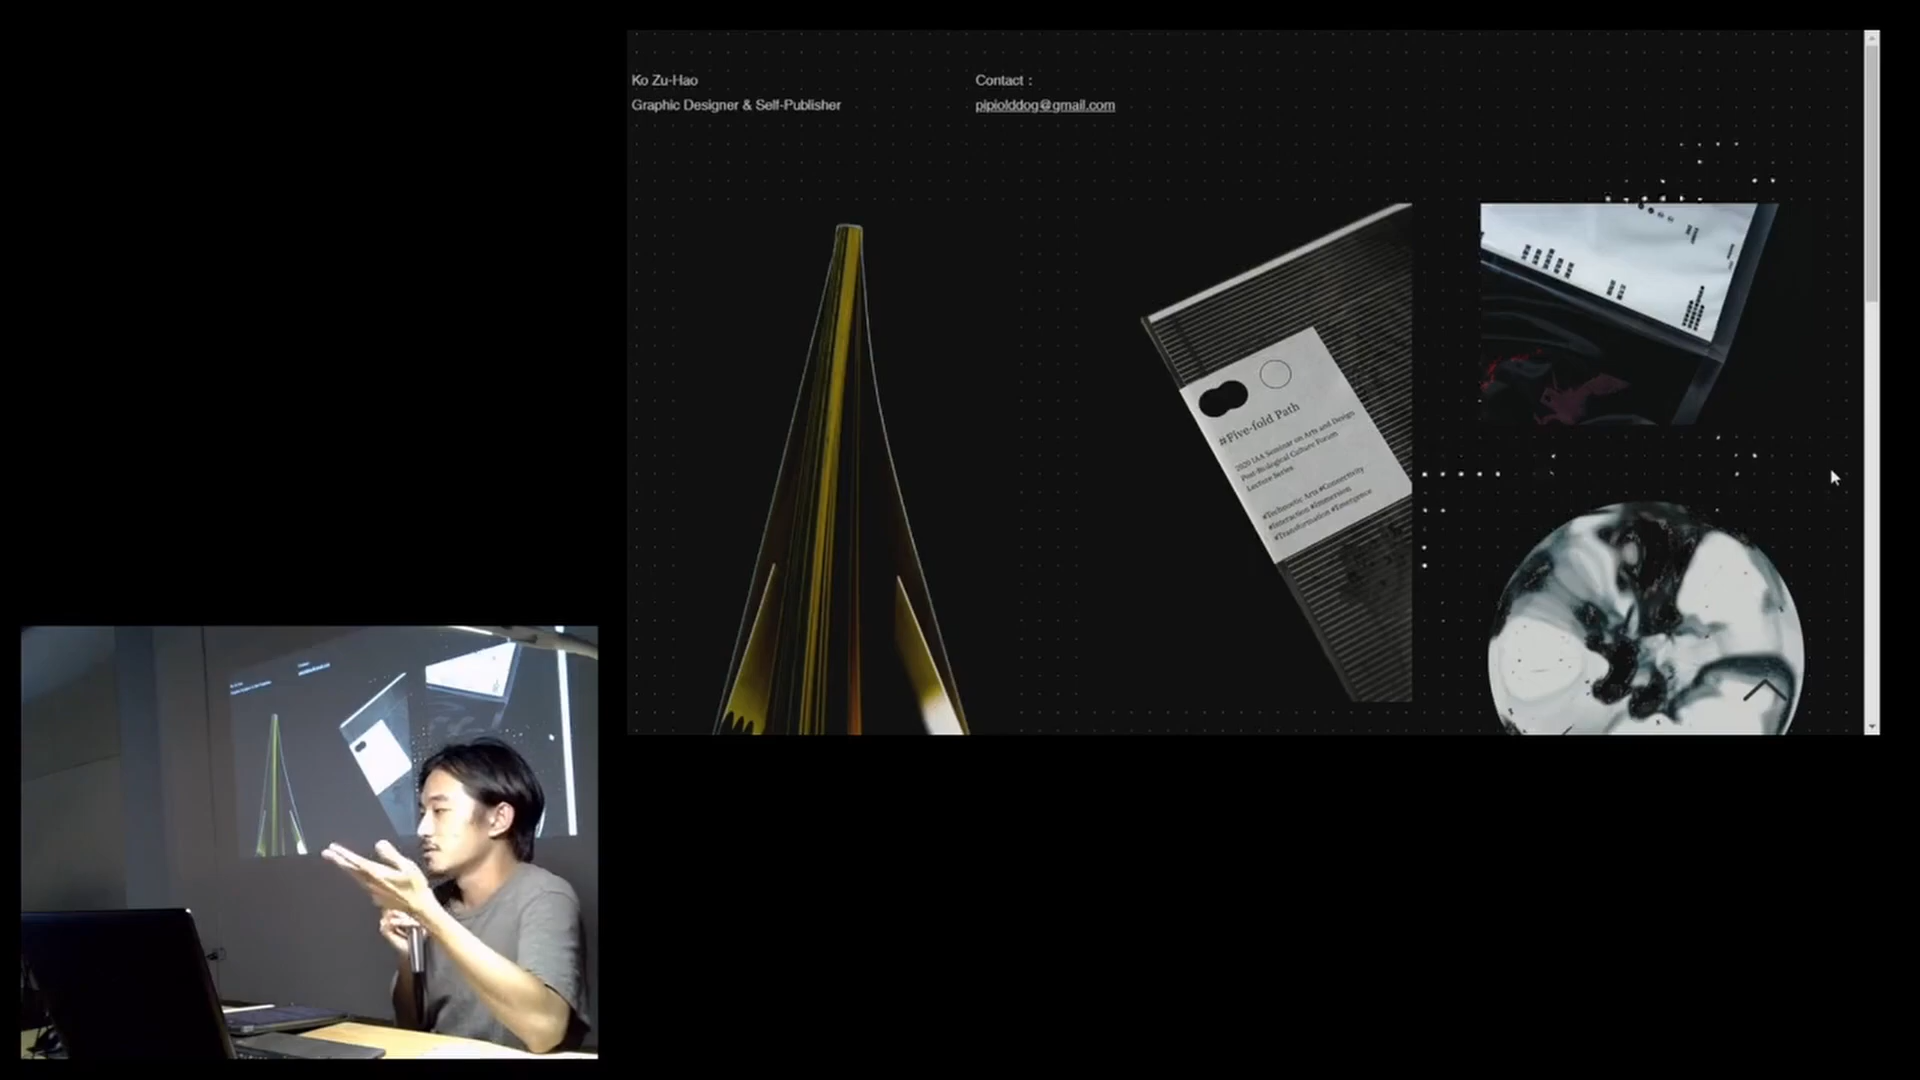 Ko Zu-Hao
Graphic Designer & Self-Publisher
Contact :
pipiolddog@gmail.com
#Five-fold Path
2020 IAA Seminar on Arts and Design
Post-Biological Culture Forum
Lecture Series
#Technoetic Arts #Connectivity
#Interaction #Immersion
#Transformation #Emergence